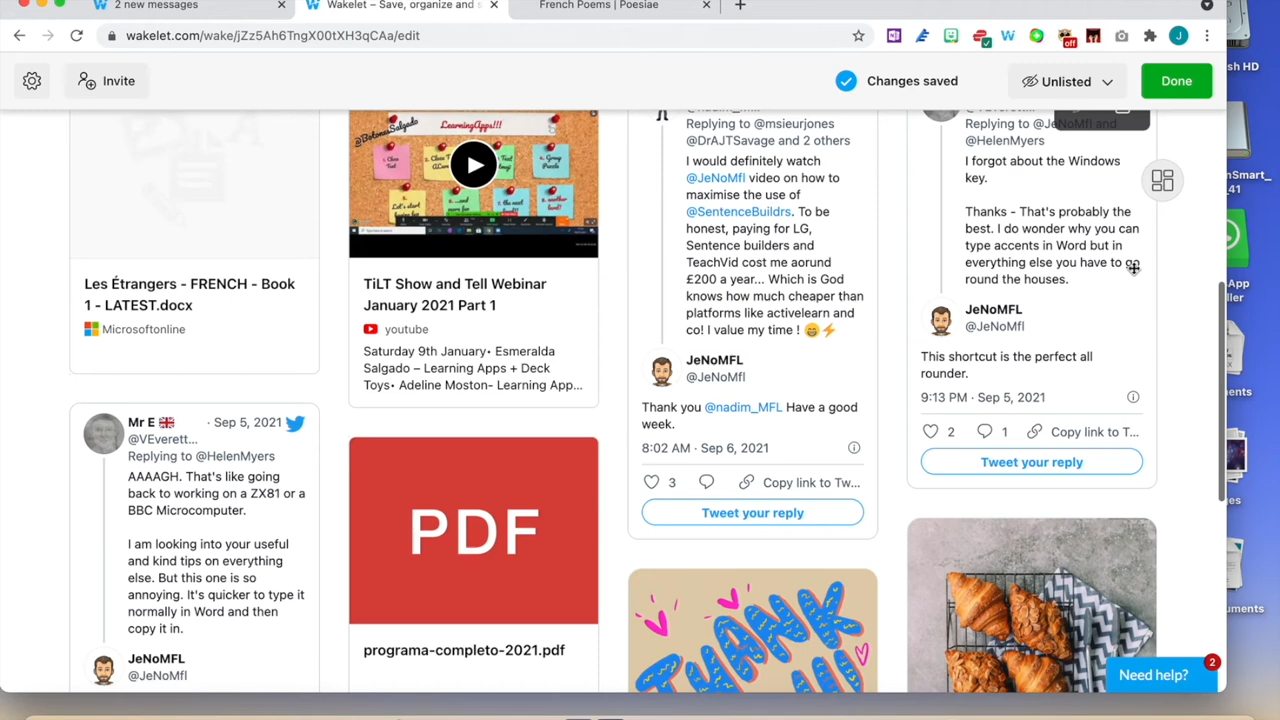 2 new messages
Wakelet – Save, organize and s
French Poems | Poesiae
wakelet.com/wake/jZz5Ah6TngX00tXH3qCAa/edit
off
J
Invite
Changes saved
Unlisted
Done
Les Étrangers - FRENCH - Book
1 - LATEST.docx
Microsoftonline
Mr E 🇬🇧 · Sep 5, 2021
@VEverett...
Replying to @HelenMyers
AAAAGH. That's like going
back to working on a ZX81 or a
BBC Microcomputer.
I am looking into your useful
and kind tips on everything
else. But this one is so
annoying. It's quicker to type it
normally in Word and then
copy it in.
JeNoMFL
@JeNoMfl
@BotonesSalgado
LearningApps!!!
TiLT Show and Tell Webinar
January 2021 Part 1
youtube
Saturday 9th January• Esmeralda
Salgado – Learning Apps + Deck
Toys• Adeline Moston- Learning App...
PDF
programa-completo-2021.pdf
Replying to @msieurjones
@DrAJTSavage and 2 others
I would definitely watch
@JeNoMfl video on how to
maximise the use of
@SentenceBuildrs. To be
honest, paying for LG,
Sentence builders and
TeachVid cost me aorund
£200 a year... Which is God
knows how much cheaper than
platforms like activelearn and
co! I value my time ! 😁⚡
JeNoMFL
@JeNoMfl
Thank you @nadim_MFL Have a good
week.
8:02 AM · Sep 6, 2021
3
Copy link to Tw...
Tweet your reply
THANK
Replying to @JeNoMfl and
@HelenMyers
I forgot about the Windows
key.
Thanks - That's probably the
best. I do wonder why you can
type accents in Word but in
everything else you have to go
round the houses.
JeNoMFL
@JeNoMfl
This shortcut is the perfect all
rounder.
9:13 PM · Sep 5, 2021
2 1 Copy link to T...
Tweet your reply
Need help?
2